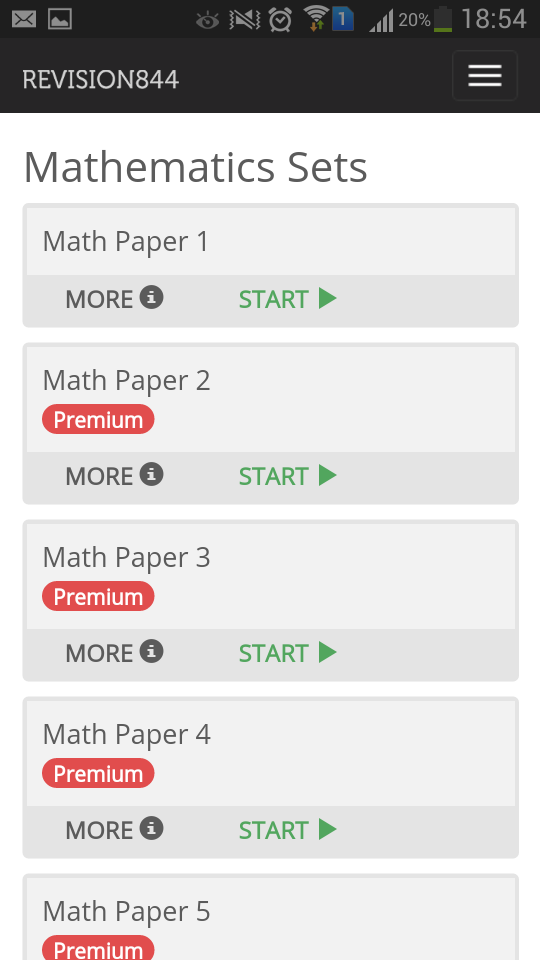 1 20% 18:54
REVISION844
Mathematics Sets
Math Paper 1
MORE START
Math Paper 2
Premium
MORE START
Math Paper 3
Premium
MORE START
Math Paper 4
Premium
MORE START
Math Paper 5
Premium